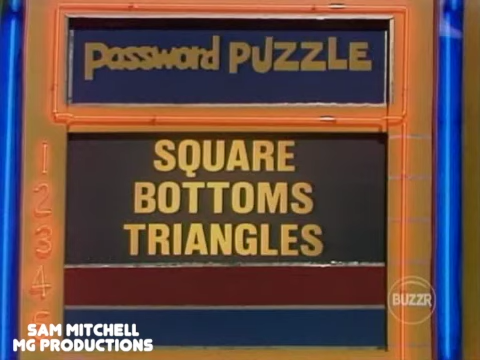 password PUZZLE
1 SQUARE
2 BOTTOMS
3 TRIANGLES
4
5
BUZZR
SAM MITCHELL
MG PRODUCTIONS